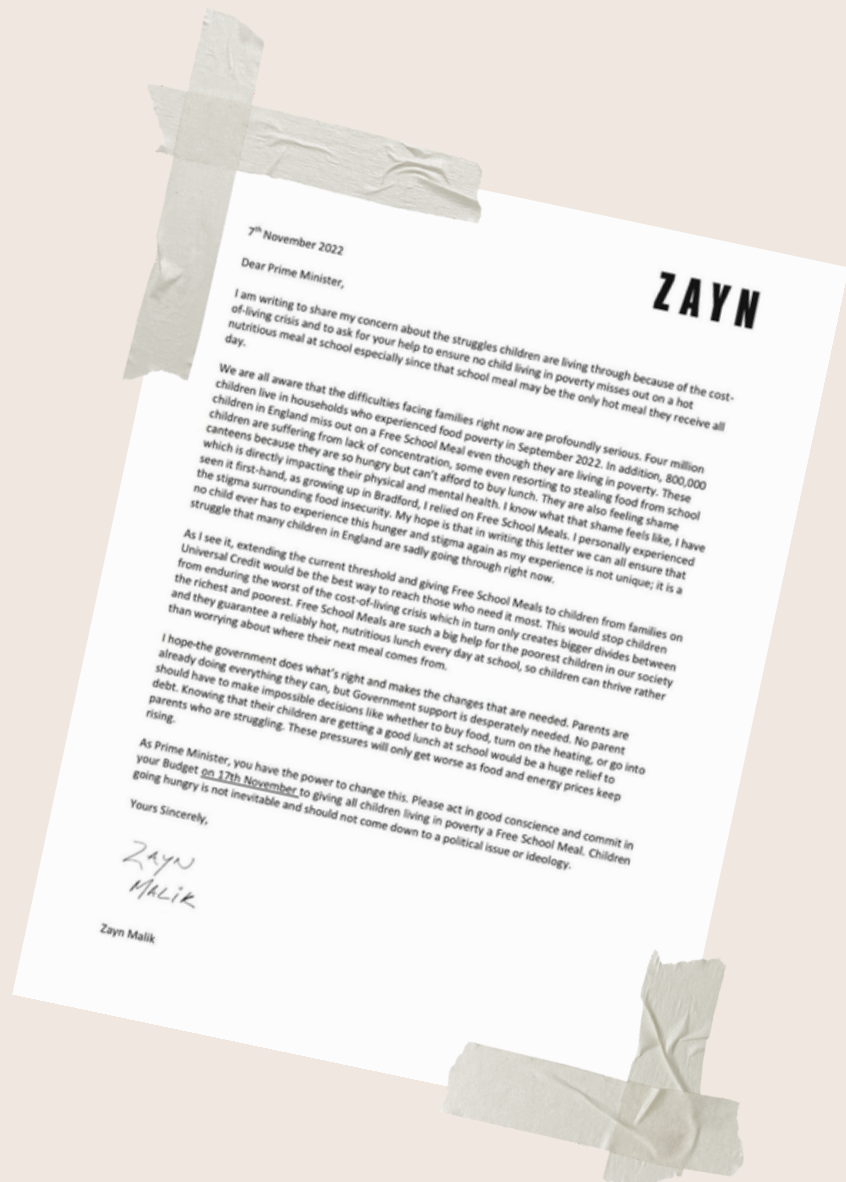 7th November 2022
ZAYN
Dear Prime Minister,
I am writing to share my concern about the struggles children are living through because of the cost-
of-living crisis and to ask for your help to ensure no child living in poverty misses out on a hot
nutritious meal at school especially since that school meal may be the only hot meal they receive all
day.
We are all aware that the difficulties facing families right now are profoundly serious. Four million
children live in households who experienced food poverty in September 2022. In addition, 800,000
children in England miss out on a Free School Meal even though they are living in poverty. These
children are suffering from lack of concentration, some even resorting to stealing food from school
canteens because they are so hungry but can't afford to buy lunch. They are also feeling shame
which is directly impacting their physical and mental health. I know what that shame feels like, I have
seen it first-hand, as growing up in Bradford, I relied on Free School Meals. I personally experienced
the stigma surrounding food insecurity. My hope is that in writing this letter we can all ensure that
no child ever has to experience this hunger and stigma again as my experience is not unique; it is a
struggle that many children in England are sadly going through right now.
As I see it, extending the current threshold and giving Free School Meals to children from families on
Universal Credit would be the best way to reach those who need it most. This would stop children
from enduring the worst of the cost-of-living crisis which in turn only creates bigger divides between
the richest and poorest. Free School Meals are such a big help for the poorest children in our society
and they guarantee a reliably hot, nutritious lunch every day at school, so children can thrive rather
than worrying about where their next meal comes from.
I hope-the government does what's right and makes the changes that are needed. Parents are
already doing everything they can, but Government support is desperately needed. No parent
should have to make impossible decisions like whether to buy food, turn on the heating, or go into
debt. Knowing that their children are getting a good lunch at school would be a huge relief to
parents who are struggling. These pressures will only get worse as food and energy prices keep
rising.
As Prime Minister, you have the power to change this. Please act in good conscience and commit in
your Budget on 17th November to giving all children living in poverty a Free School Meal. Children
going hungry is not inevitable and should not come down to a political issue or ideology.
Yours Sincerely,
ZAYN
MALIK
Zayn Malik